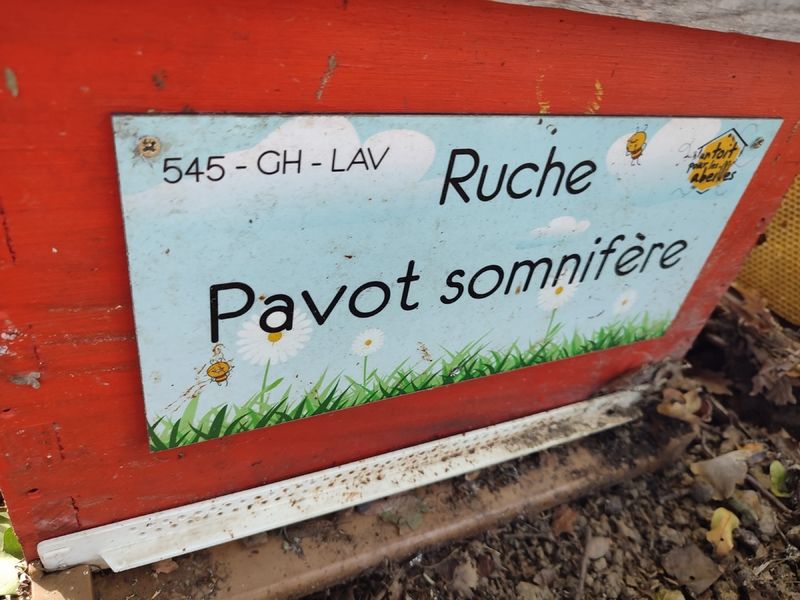 545 - GH - LAV
Ruche
Pavot somnifère
Un toit
pour les
abeilles